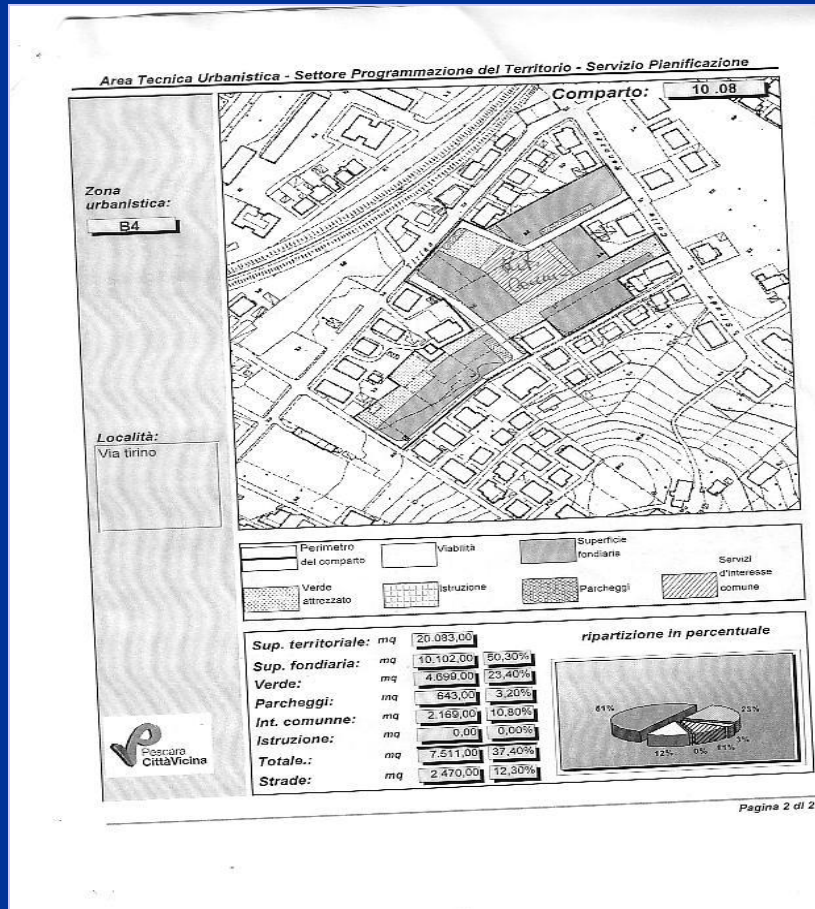 Area Tecnica Urbanistica - Settore Programmazione del Territorio - Servizio Pianificazione
Comparto: 10 .08
Zona
urbanistica:
B4
Località:
Via tirino
Perimetro
del comparto
Viabilità
Superficie
fondiaria
Verde
attrezzato
Istruzione
Parcheggi
Servizi
d'interesse
comune
Sup. territoriale: mq 20.083,00
Sup. fondiaria: mq 10.102,00 50,30%
Verde: mq 4.699,00 23,40%
Parcheggi: mq 643,00 3,20%
Int. comunne: mq 2.169,00 10,80%
Istruzione: mq 0,00 0,00%
Totale.: mq 7.511,00 37,40%
Strade: mq 2 470,00 12,30%
ripartizione in percentuale
12%
0%
3%
Pescara
CittàVicina
Pagina 2 di 2